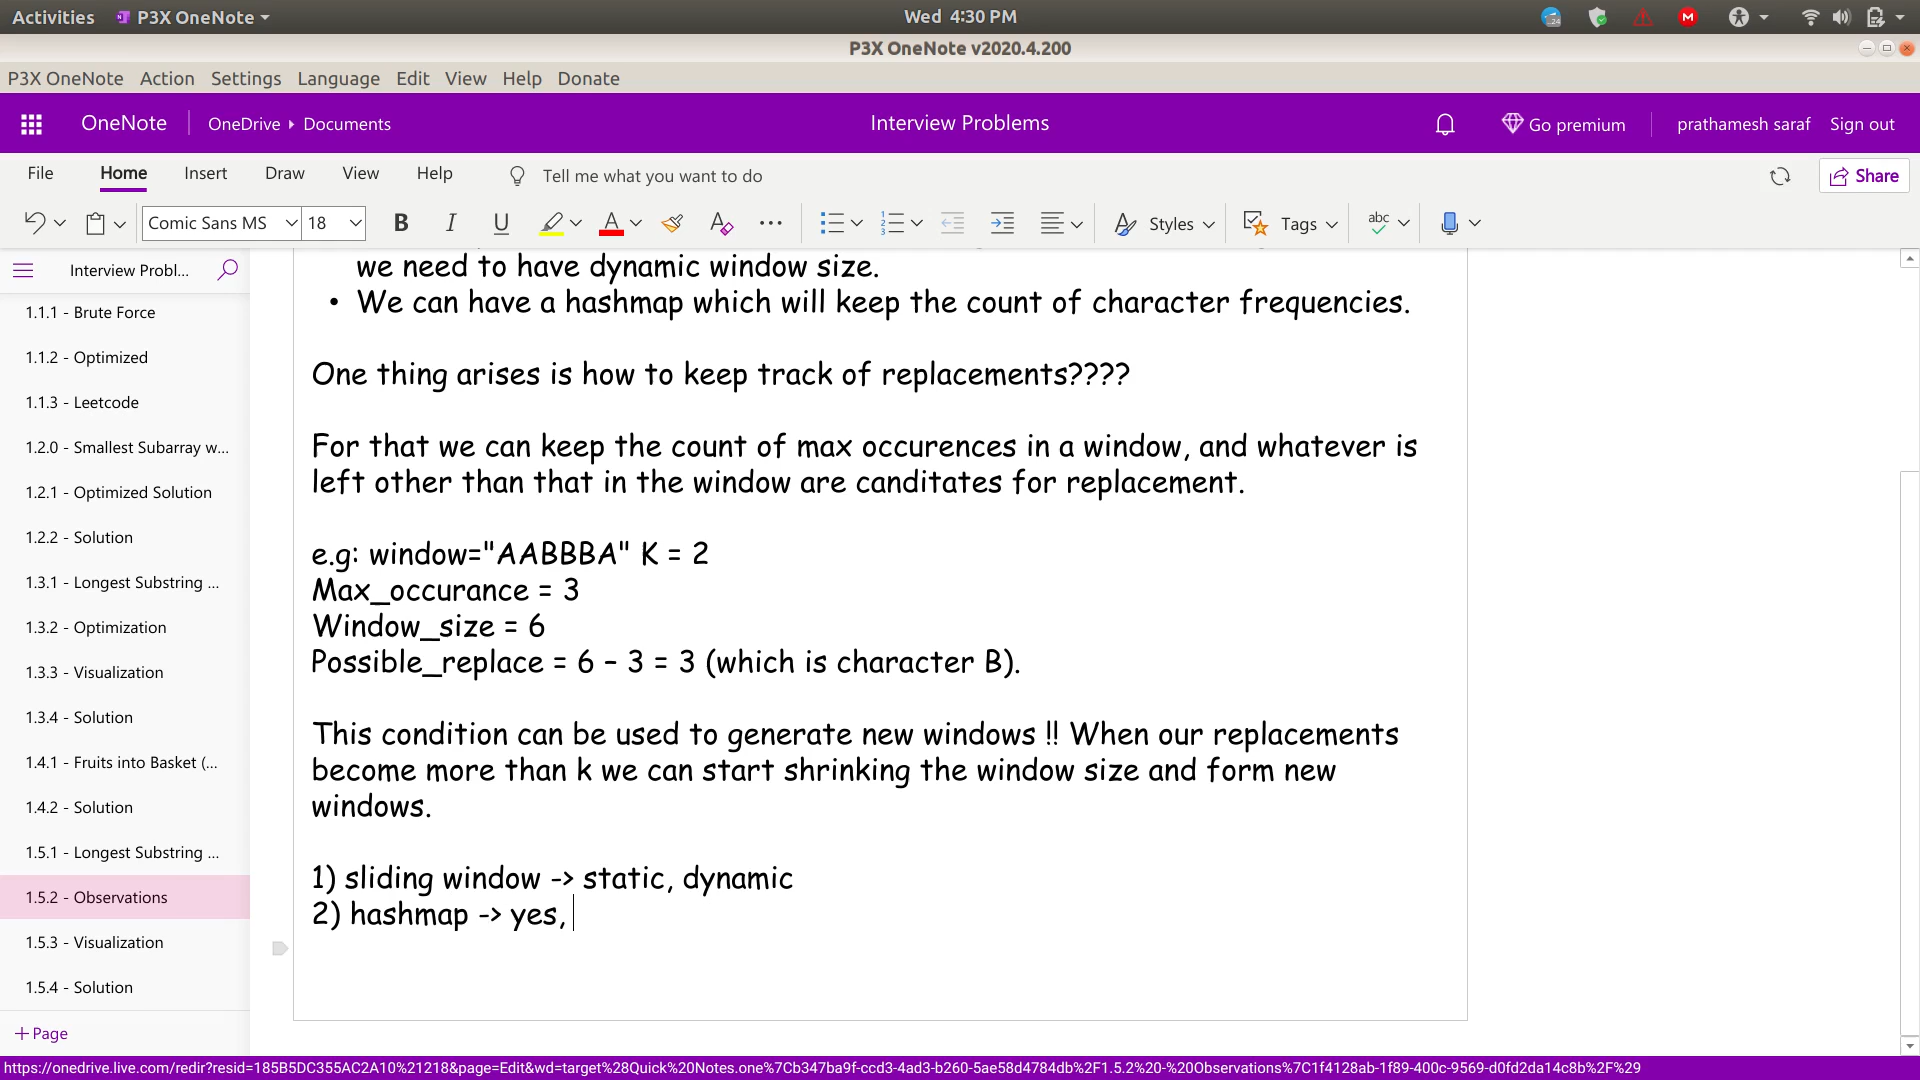 Activities P3X OneNote Wed 4:30 PM
P3X OneNote v2020.4.200
P3X OneNote Action Settings Language Edit View Help Donate
OneNote OneDrive Documents Interview Problems Go premium prathamesh saraf Sign out
File Home Insert Draw View Help Tell me what you want to do Share
Comic Sans MS 18 B I U A Styles Tags abc
Interview Probl...
1.1.1 - Brute Force
1.1.2 - Optimized
1.1.3 - Leetcode
1.2.0 - Smallest Subarray w...
1.2.1 - Optimized Solution
1.2.2 - Solution
1.3.1 - Longest Substring ...
1.3.2 - Optimization
1.3.3 - Visualization
1.3.4 - Solution
1.4.1 - Fruits into Basket (...
1.4.2 - Solution
1.5.1 - Longest Substring ...
1.5.2 - Observations
1.5.3 - Visualization
1.5.4 - Solution
+ Page
we need to have dynamic window size.
• We can have a hashmap which will keep the count of character frequencies.
One thing arises is how to keep track of replacements????
For that we can keep the count of max occurences in a window, and whatever is
left other than that in the window are canditates for replacement.
e.g: window="AABBBA" K = 2
Max_occurance = 3
Window_size = 6
Possible_replace = 6 – 3 = 3 (which is character B).
This condition can be used to generate new windows !! When our replacements
become more than k we can start shrinking the window size and form new
windows.
1) sliding window -> static, dynamic
2) hashmap -> yes,
https://onedrive.live.com/redir?resid=185B5DC355AC2A10%21218&page=Edit&wd=target%28Quick%20Notes.one%7Cb347ba9f-ccd3-4ad3-b260-5ae58d4784db%2F1.5.2%20-%20Observations%7C1f4128ab-1f89-400c-9569-d0fd2da14c8b%2F%29